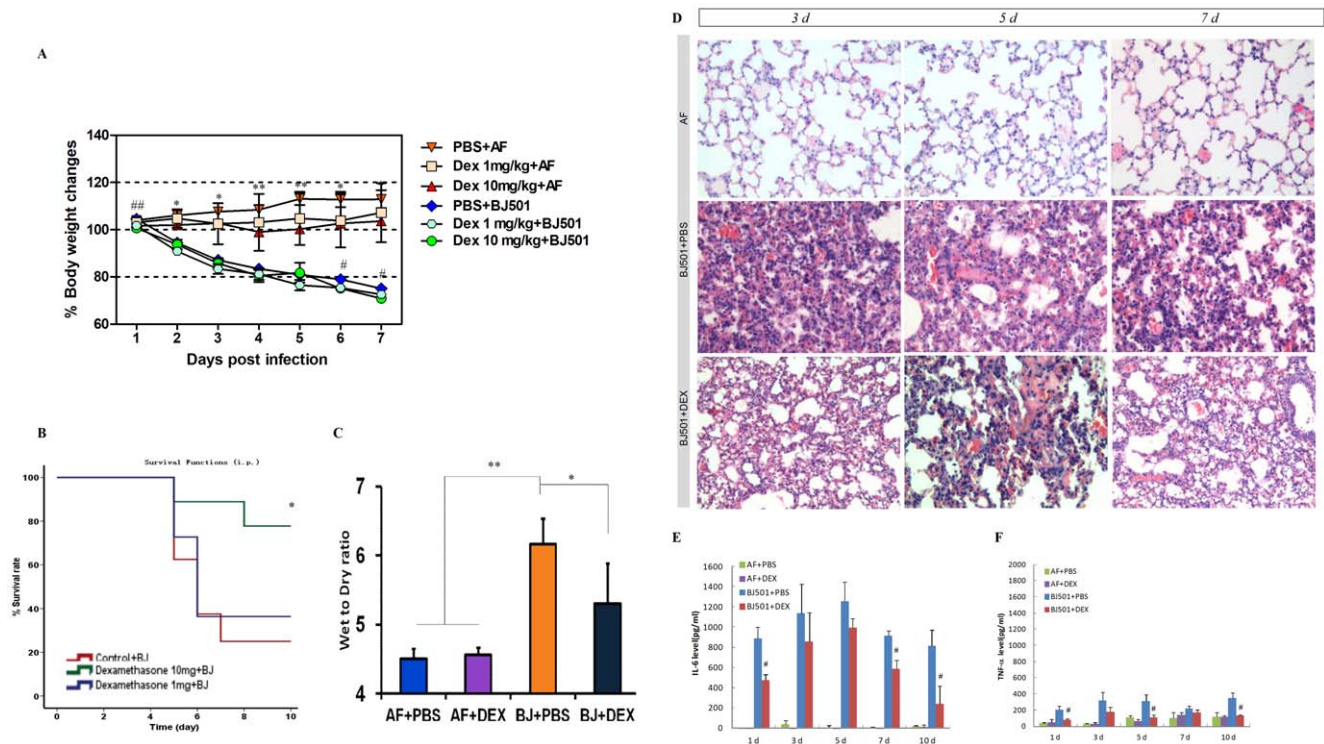 A
140
120
100
80
60
% Body weight changes
## * * ** ** * # #
1 2 3 4 5 6 7
Days post infection
PBS+AF
Dex 1mg/kg+AF
Dex 10mg/kg+AF
PBS+BJ501
Dex 1 mg/kg+BJ501
Dex 10 mg/kg+BJ501
B
Survival Functions (i.p.)
100
80
60
40
20
0
% Survival rate
*
Control+BJ
Dexamethasone 10mg+BJ
Dexamethasone 1mg+BJ
0 2 4 6 8 10
Time (day)
C
7
6
5
4
Wet to Dry ratio
**
*
AF+PBS AF+DEX BJ+PBS BJ+DEX
D
3 d 5 d 7 d
AF
BJ501+PBS
BJ501+DEX
E
AF+PBS
AF+DEX
BJ501+PBS
BJ501+DEX
1600
1400
1200
1000
800
600
400
200
0
IL-6 level(pg/ml)
# # #
1 d 3 d 5 d 7 d 10 d
F
AF+PBS
AF+DEX
BJ501+PBS
BJ501+DEX
2000
1800
1600
1400
1200
1000
800
600
400
200
0
TNF-α level(pg/ml)
# # #
1 d 3 d 5 d 7 d 10 d